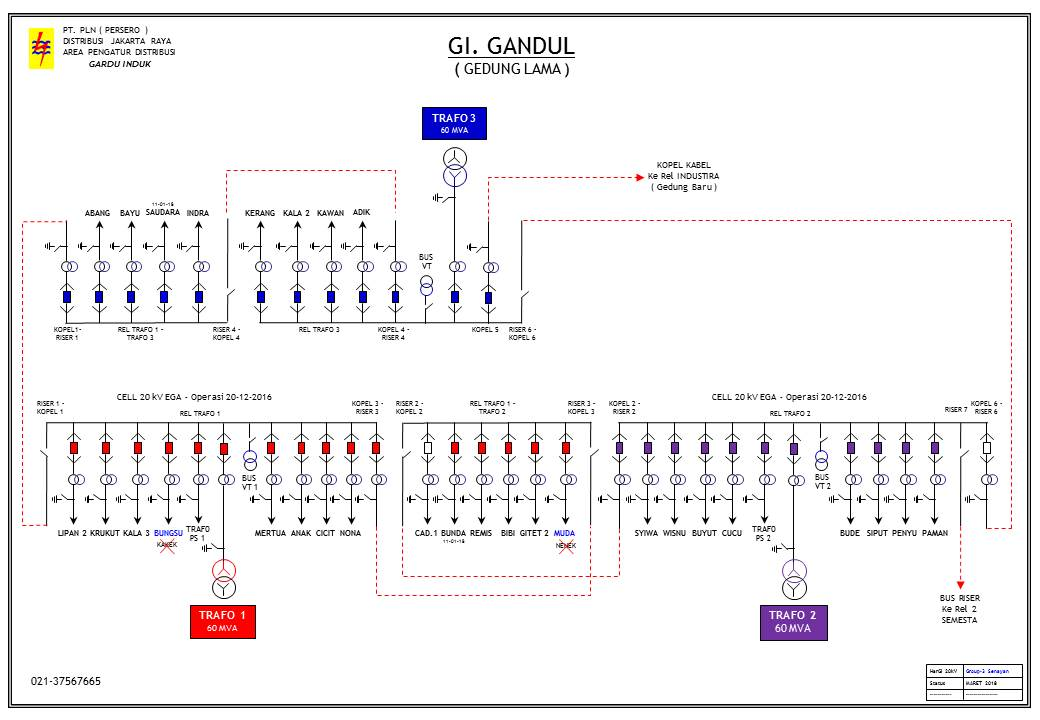 PT. PLN ( PERSERO )
DISTRIBUSI JAKARTA RAYA
AREA PENGATUR DISTRIBUSI
GARDU INDUK
GI. GANDUL
( GEDUNG LAMA )
TRAFO 3
60 MVA
KOPEL KABEL
Ke Rel INDUSTIRA
( Gedung Baru )
11-01-15
ABANG BAYU SAUDARA INDRA KERANG KALA 2 KAWAN ADIK
BUS
VT
KOPEL1-
RISER 1
REL TRAFO 1 -
TRAFO 3
RISER 4 -
KOPEL 4
REL TRAFO 3
KOPEL 4 -
RISER 4
KOPEL 5
RISER 6 -
KOPEL 6
CELL 20 kV EGA - Operasi 20-12-2016
CELL 20 kV EGA - Operasi 20-12-2016
RISER 1 -
KOPEL 1
REL TRAFO 1
KOPEL 3 -
RISER 3
RISER 2 -
KOPEL 2
REL TRAFO 1 -
TRAFO 2
RISER 3 -
KOPEL 3
KOPEL 2 -
RISER 2
REL TRAFO 2
RISER 7
KOPEL 6 -
RISER 6
BUS
VT 1
BUS
VT 2
LIPAN 2 KRUKUT KALA 3 BUNGSU
KAKEK
TRAFO
PS 1
MERTUA ANAK CICIT NONA
CAD.1 BUNDA REMIS BIBI GITET 2 MUDA
11-01-15
NENEK
SYIWA WISNU BUYUT CUCU
TRAFO
PS 2
BUDE SIPUT PENYU PAMAN
BUS RISER
Ke Rel 2
SEMESTA
TRAFO 1
60 MVA
TRAFO 2
60 MVA
021-37567665
HarGI 20kV Group-3 Senayan
Status MARET 2018